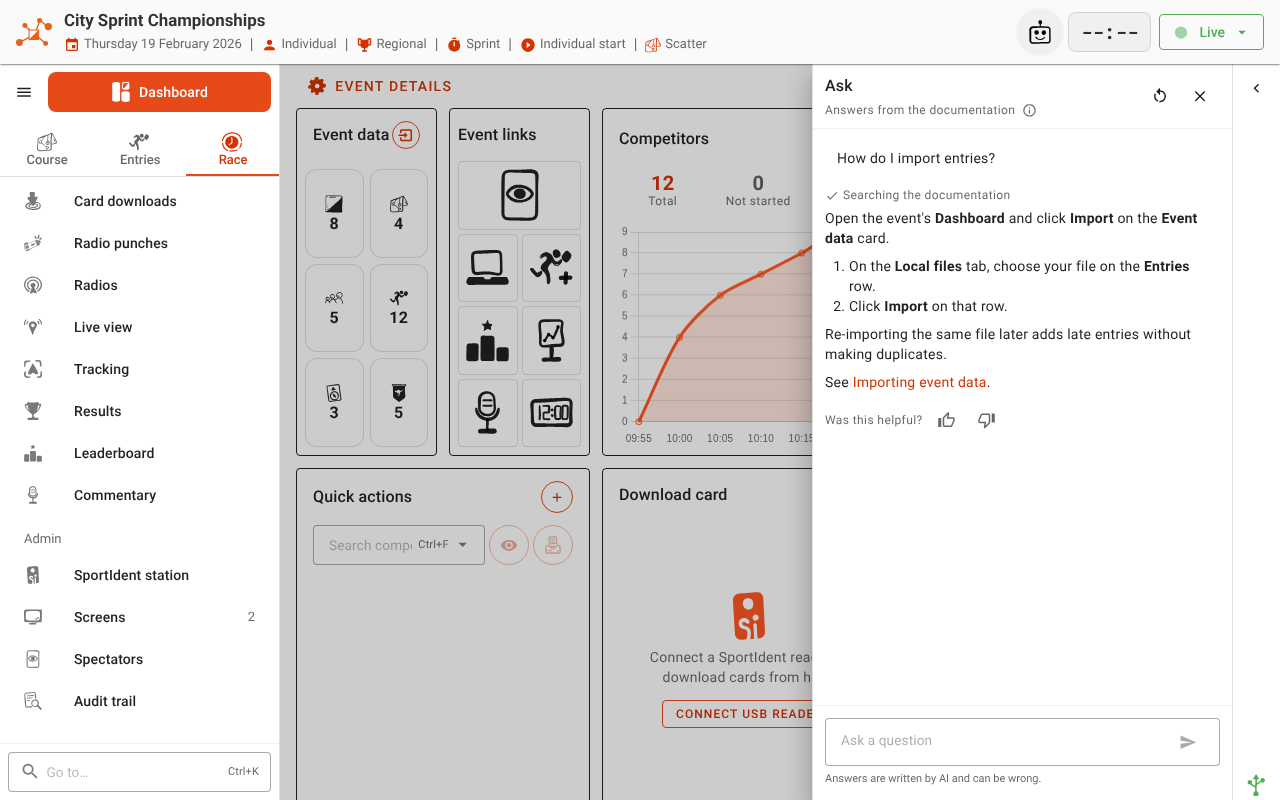 City Sprint Championships
Thursday 19 February 2026 | Individual | Regional | Sprint | Individual start | Scatter
--:--
Live
Dashboard
Course
Entries
Race
Card downloads
Radio punches
Radios
Live view
Tracking
Results
Leaderboard
Commentary
Admin
SportIdent station
Screens 2
Spectators
Audit trail
Go to...
Ctrl+K
EVENT DETAILS
Event data
8
4
5
12
3
5
Event links
12:00
Competitors
12
Total
0
Not started
9
8
7
6
5
4
3
2
1
0
09:55 10:00 10:05 10:10 10:15
Quick actions
Search compe
Ctrl+F
Download card
Si
Connect a SportIdent rea
download cards from h
CONNECT USB READE
Ask
Answers from the documentation
How do I import entries?
Searching the documentation
Open the event's Dashboard and click Import on the Event
data card.
1. On the Local files tab, choose your file on the Entries
row.
2. Click Import on that row.
Re-importing the same file later adds late entries without
making duplicates.
See Importing event data.
Was this helpful?
Ask a question
Answers are written by AI and can be wrong.